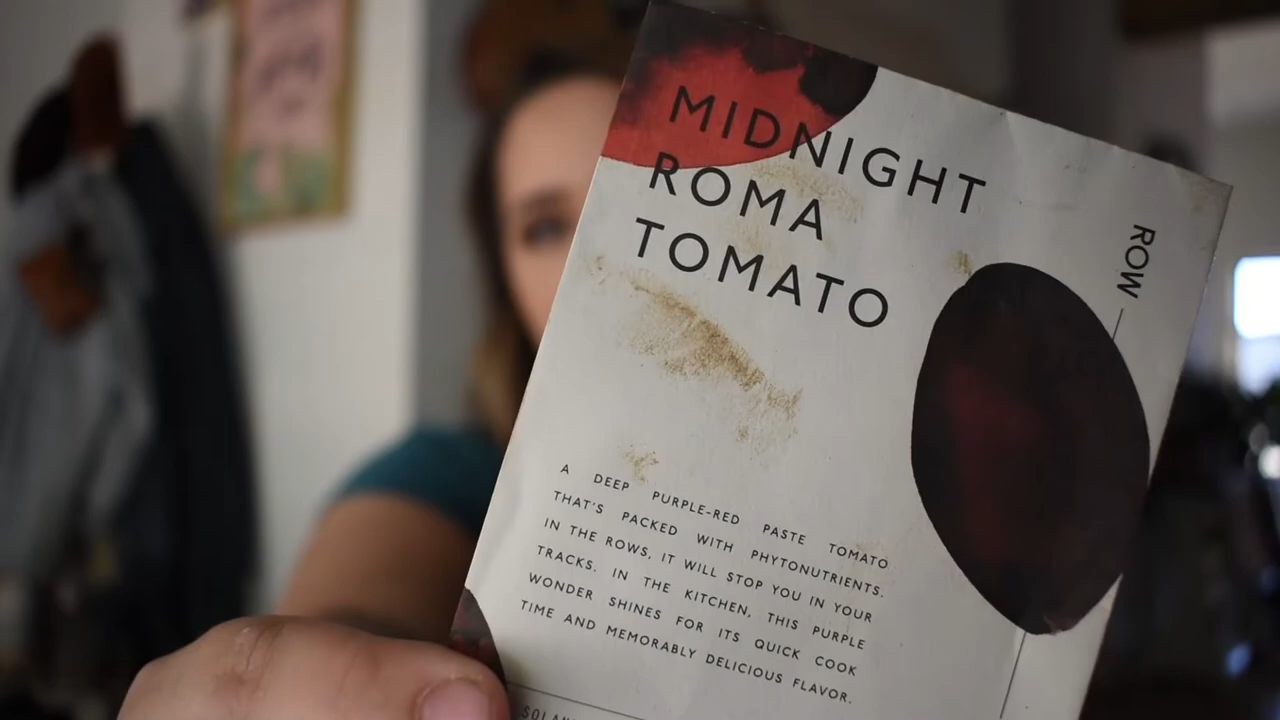 MIDNIGHT
ROMA
TOMATO
ROW
A DEEP PURPLE-RED PASTE TOMATO
THAT'S PACKED WITH PHYTONUTRIENTS.
IN THE ROWS, IT WILL STOP YOU IN YOUR
TRACKS. IN THE KITCHEN, THIS PURPLE
WONDER SHINES FOR ITS QUICK COOK
TIME AND MEMORABLY DELICIOUS FLAVOR.